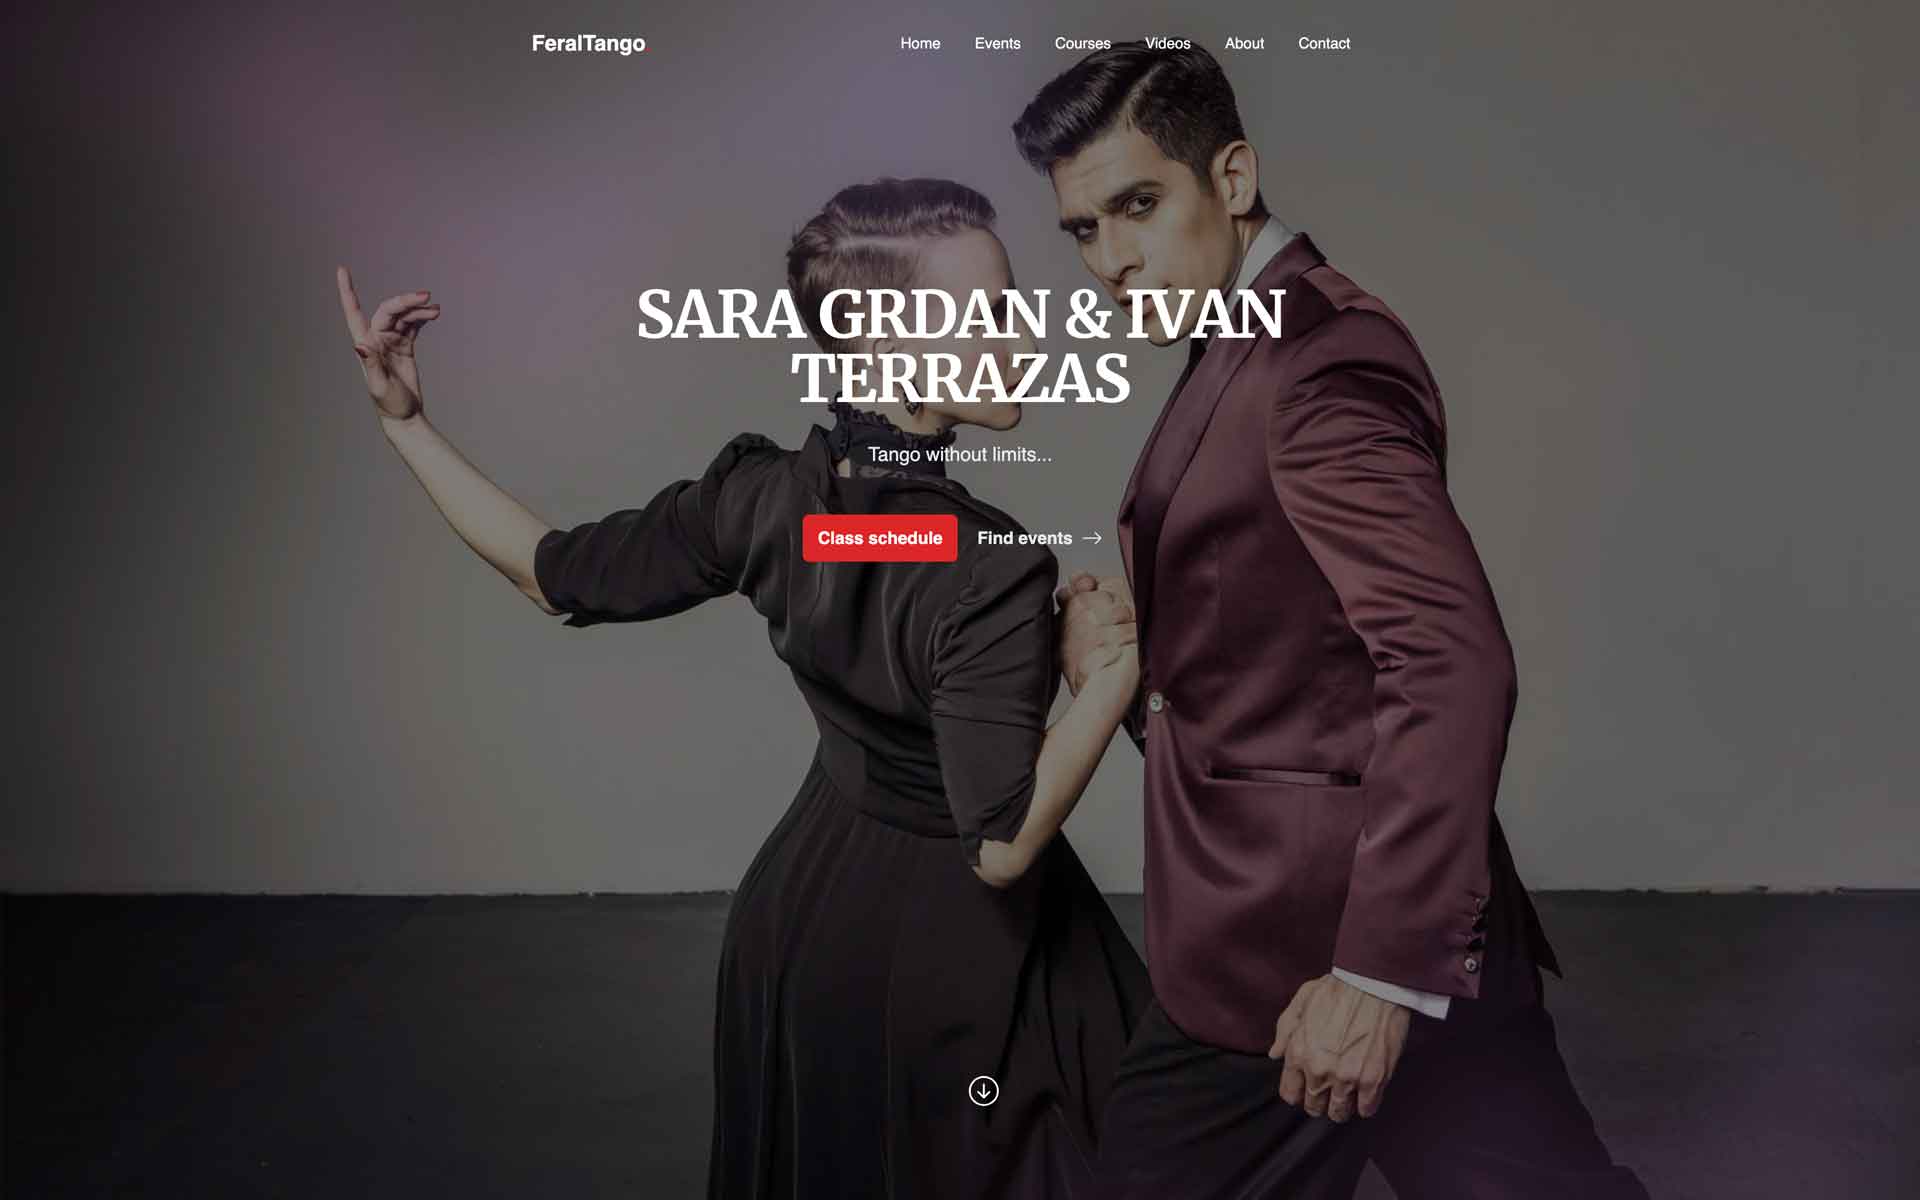 FeralTango.
Home Events Courses Videos About Contact
SARA GRDAN & IVAN
TERRAZAS
Tango without limits...
Class schedule Find events →